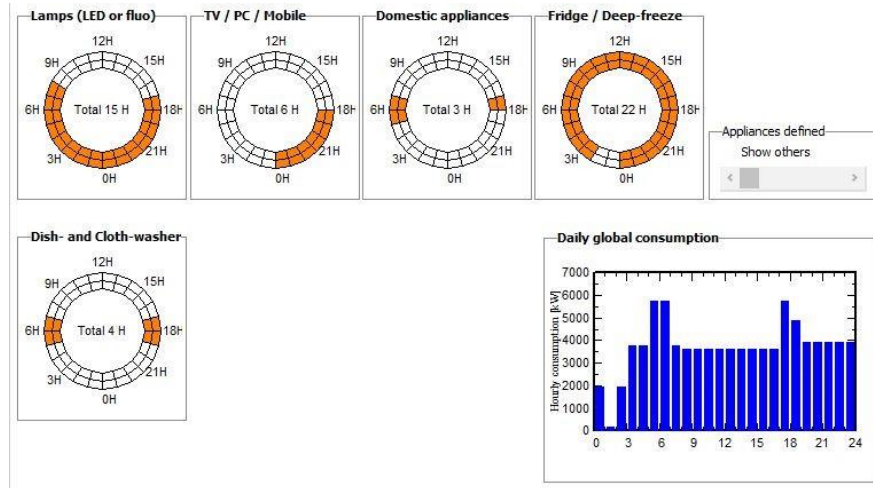 Lamps (LED or fluo)
12H
15H
18H
21H
0H
3H
6H
9H
Total 15 H
TV / PC / Mobile
12H
15H
18H
21H
0H
3H
6H
9H
Total 6 H
Domestic appliances
12H
15H
18H
21H
0H
3H
6H
9H
Total 3 H
Fridge / Deep-freeze
12H
15H
18H
21H
0H
3H
6H
9H
Total 22 H
Appliances defined
Show others
Dish- and Cloth-washer
12H
15H
18H
21H
0H
3H
6H
9H
Total 4 H
Daily global consumption
Hourly consumption [kW]
7000
6000
5000
4000
3000
2000
1000
0
0 3 6 9 12 15 18 21 24